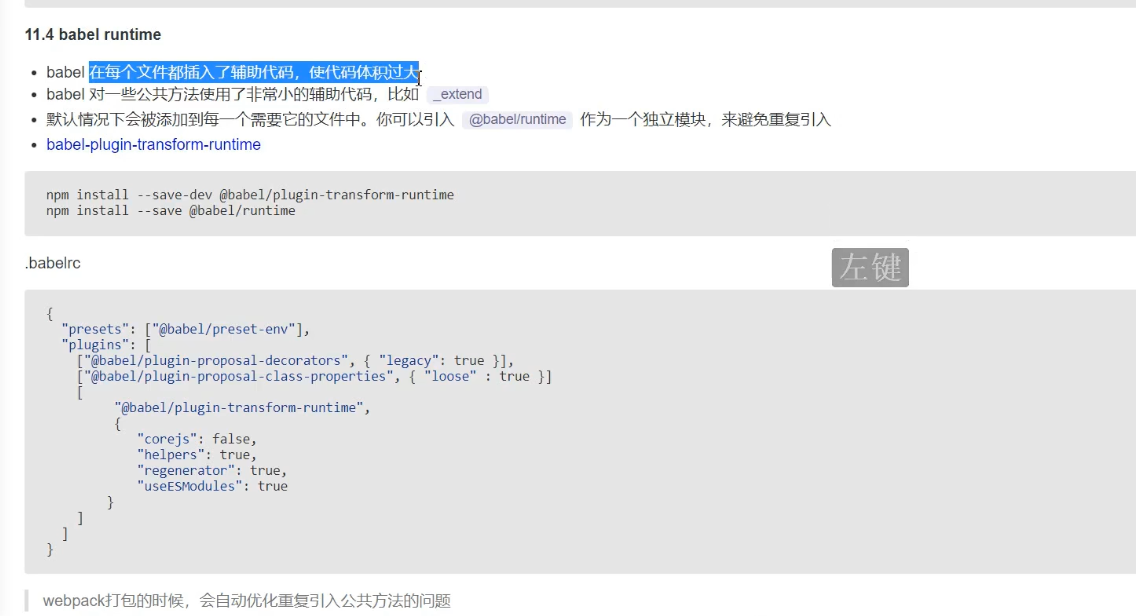 11.4 babel runtime
babel 在每个文件都插入了辅助代码，使代码体积过大
babel 对一些公共方法使用了非常小的辅助代码，比如 _extend
默认情况下会被添加到每一个需要它的文件中。你可以引入 @babel/runtime 作为一个独立模块，来避免重复引入
babel-plugin-transform-runtime
npm install --save-dev @babel/plugin-transform-runtime
npm install --save @babel/runtime
.babelrc
左键
{
"presets": ["@babel/preset-env"],
"plugins": [
["@babel/plugin-proposal-decorators", { "legacy": true }],
["@babel/plugin-proposal-class-properties", { "loose" : true }]
[
"@babel/plugin-transform-runtime",
{
"corejs": false,
"helpers": true,
"regenerator": true,
"useESModules": true
}
]
]
}
webpack打包的时候，会自动优化重复引入公共方法的问题